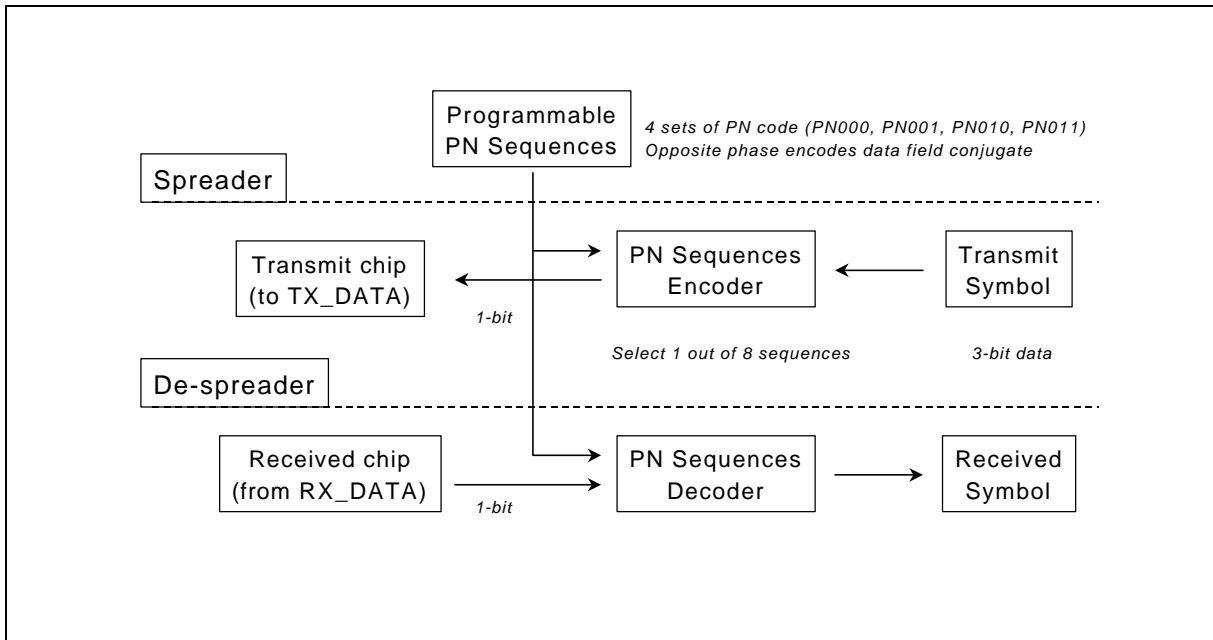 Programmable
PN Sequences
4 sets of PN code (PN000, PN001, PN010, PN011)
Opposite phase encodes data field conjugate
Spreader
Transmit chip
(to TX_DATA)
1-bit
PN Sequences
Encoder
Transmit
Symbol
Select 1 out of 8 sequences
3-bit data
De-spreader
Received chip
(from RX_DATA)
1-bit
PN Sequences
Decoder
Received
Symbol